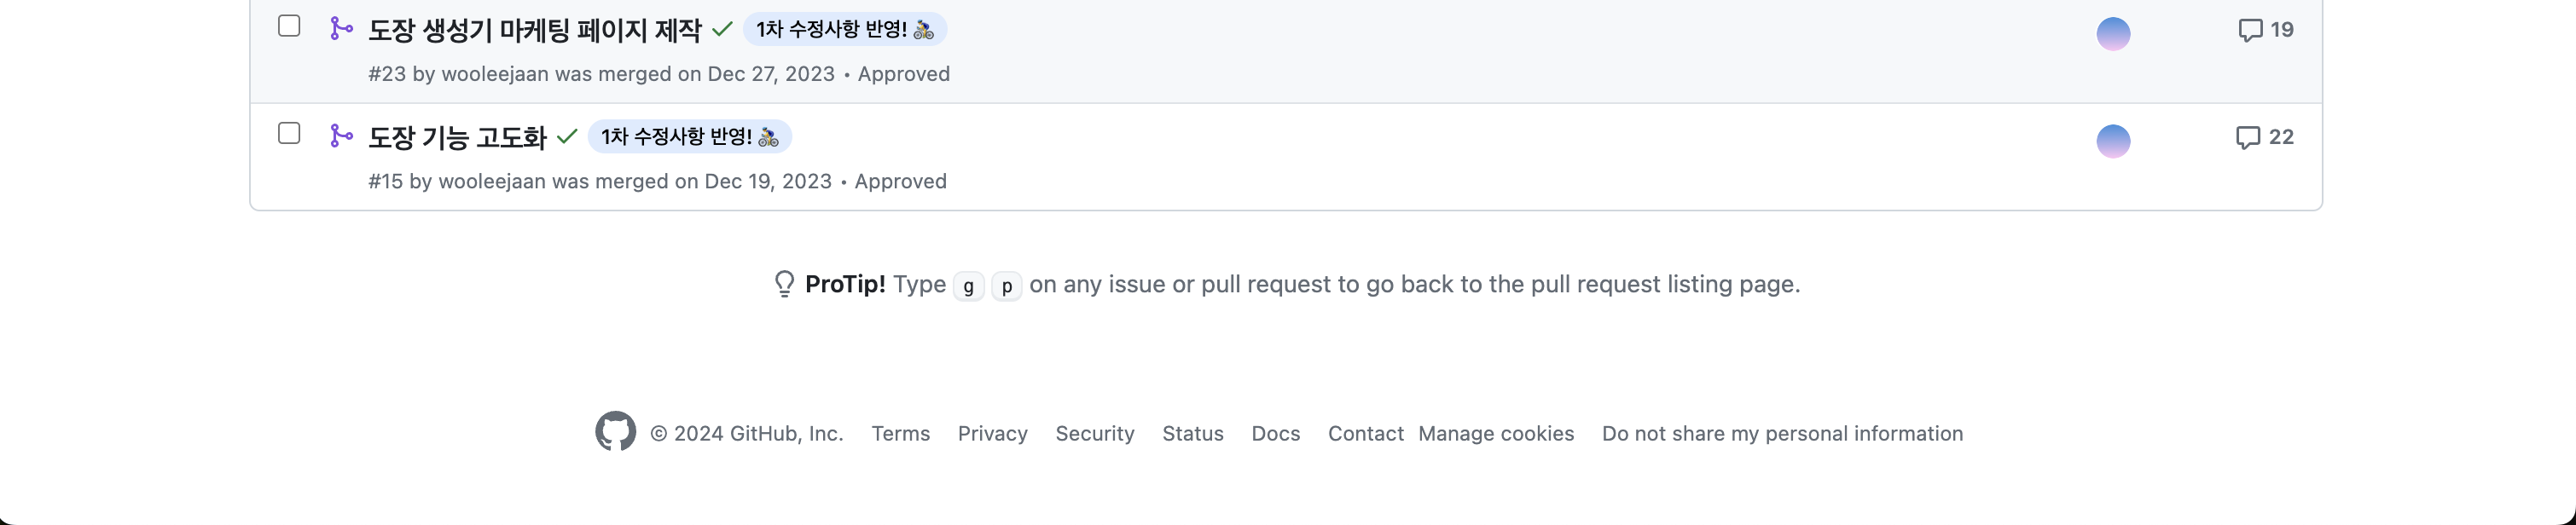 도장 생성기 마케팅 페이지 제작 1차 수정사항 반영! 🚴 19
#23 by wooleejaan was merged on Dec 27, 2023 • Approved
도장 기능 고도화 1차 수정사항 반영! 🚴 22
#15 by wooleejaan was merged on Dec 19, 2023 • Approved
ProTip! Type g p on any issue or pull request to go back to the pull request listing page.
© 2024 GitHub, Inc. Terms Privacy Security Status Docs Contact Manage cookies Do not share my personal information